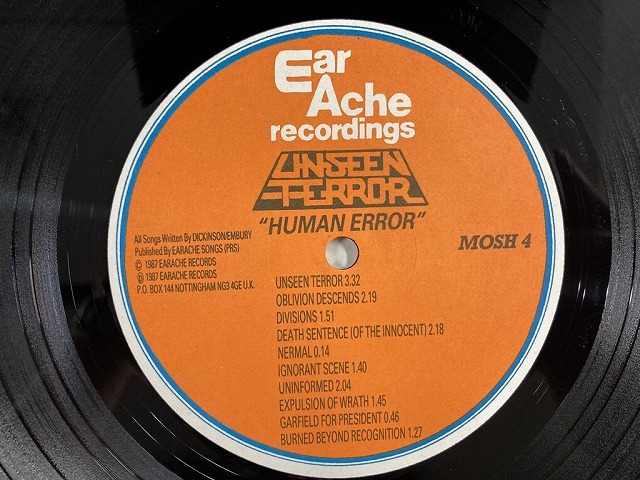 Ear
Ache
recordings
UNSEEN
TERROR
"HUMAN ERROR"
All Songs Written By DICKINSON/EMBURY
Published By EARACHE SONGS (PRS)
© 1987 EARACHE RECORDS
℗ 1987 EARACHE RECORDS
P.O. BOX 144 NOTTINGHAM NG3 4GE U.K.
MOSH 4
UNSEEN TERROR 3.32
OBLIVION DESCENDS 2.19
DIVISIONS 1.51
DEATH SENTENCE (OF THE INNOCENT) 2.18
NERMAL 0.14
IGNORANT SCENE 1.40
UNINFORMED 2.04
EXPULSION OF WRATH 1.45
GARFIELD FOR PRESIDENT 0.46
BURNED BEYOND RECOGNITION 1.27